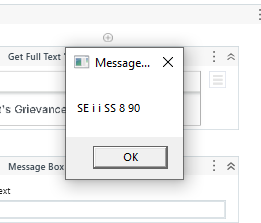 Get Full Text '
Message...
SE i i SS 8 90
t's Grievanc
OK
Message Box
ext